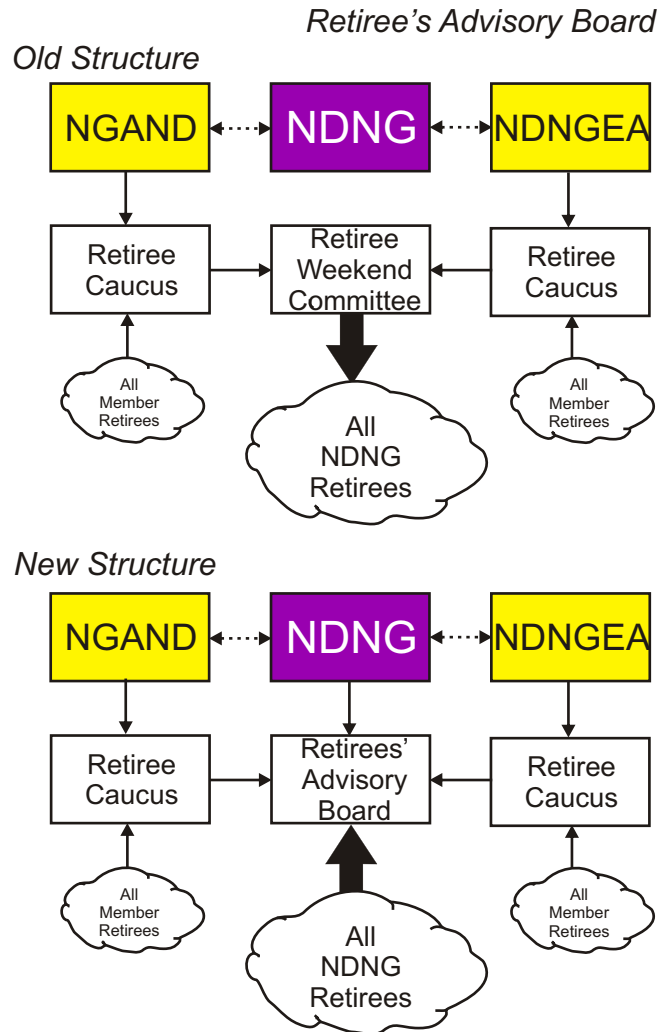 Retiree's Advisory Board
Old Structure
NGAND
NDNG
NDNGEA
Retiree
Caucus
Retiree
Weekend
Committee
Retiree
Caucus
All
Member
Retirees
All
NDNG
Retirees
All
Member
Retirees
New Structure
NGAND
NDNG
NDNGEA
Retiree
Caucus
Retirees'
Advisory
Board
Retiree
Caucus
All
Member
Retirees
All
NDNG
Retirees
All
Member
Retirees